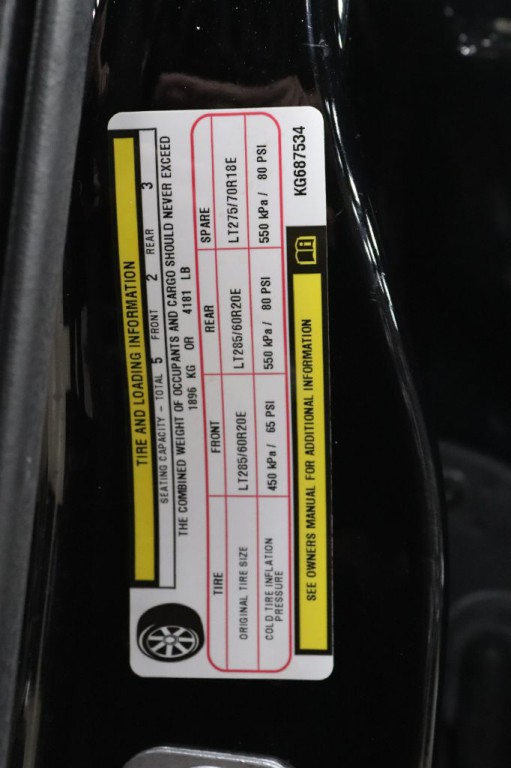 TIRE AND LOADING INFORMATION
SEATING CAPACITY - TOTAL 5 FRONT 2 REAR 3
THE COMBINED WEIGHT OF OCCUPANTS AND CARGO SHOULD NEVER EXCEED
1896 KG OR 4181 LB
TIRE FRONT REAR SPARE
ORIGINAL TIRE SIZE LT285/60R20E LT285/60R20E LT275/70R18E
COLD TIRE INFLATION PRESSURE 450 kPa / 65 PSI 550 kPa / 80 PSI 550 kPa / 80 PSI
SEE OWNERS MANUAL FOR ADDITIONAL INFORMATION
KG687534